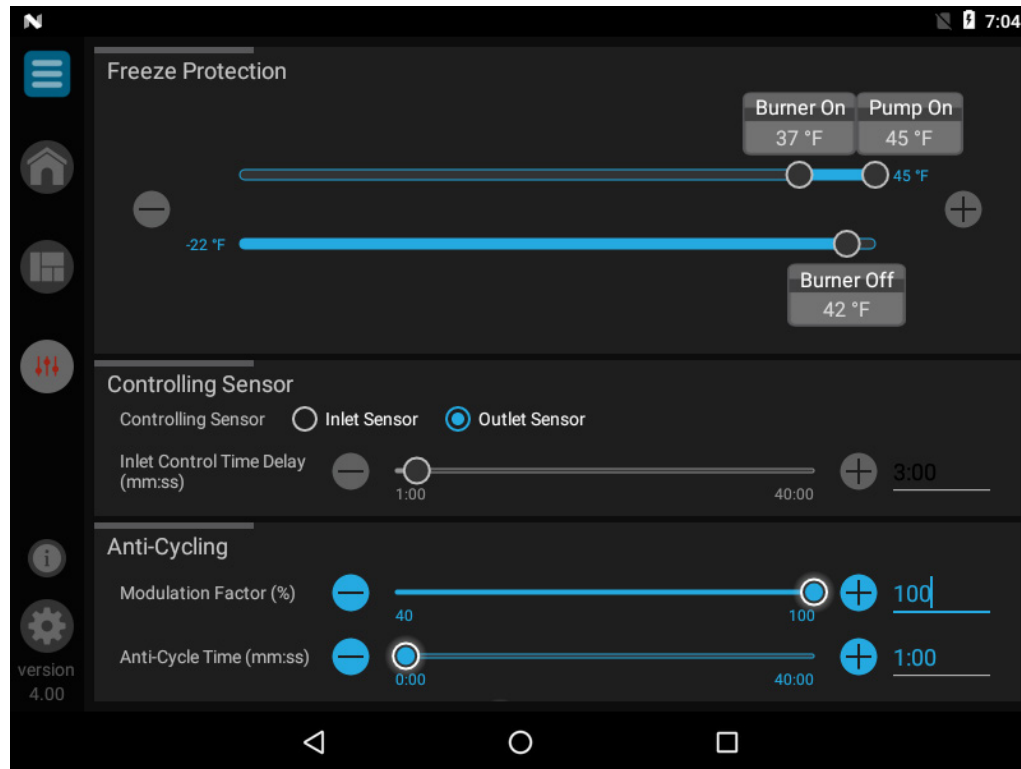 7:04
Freeze Protection
Burner On Pump On
37 °F 45 °F
45 °F
-22 °F
Burner Off
42 °F
Controlling Sensor
Controlling Sensor Inlet Sensor Outlet Sensor
Inlet Control Time Delay
(mm:ss)
1:00 40:00
3:00
Anti-Cycling
Modulation Factor (%)
40 100
100
Anti-Cycle Time (mm:ss)
0:00 40:00
1:00
version
4.00